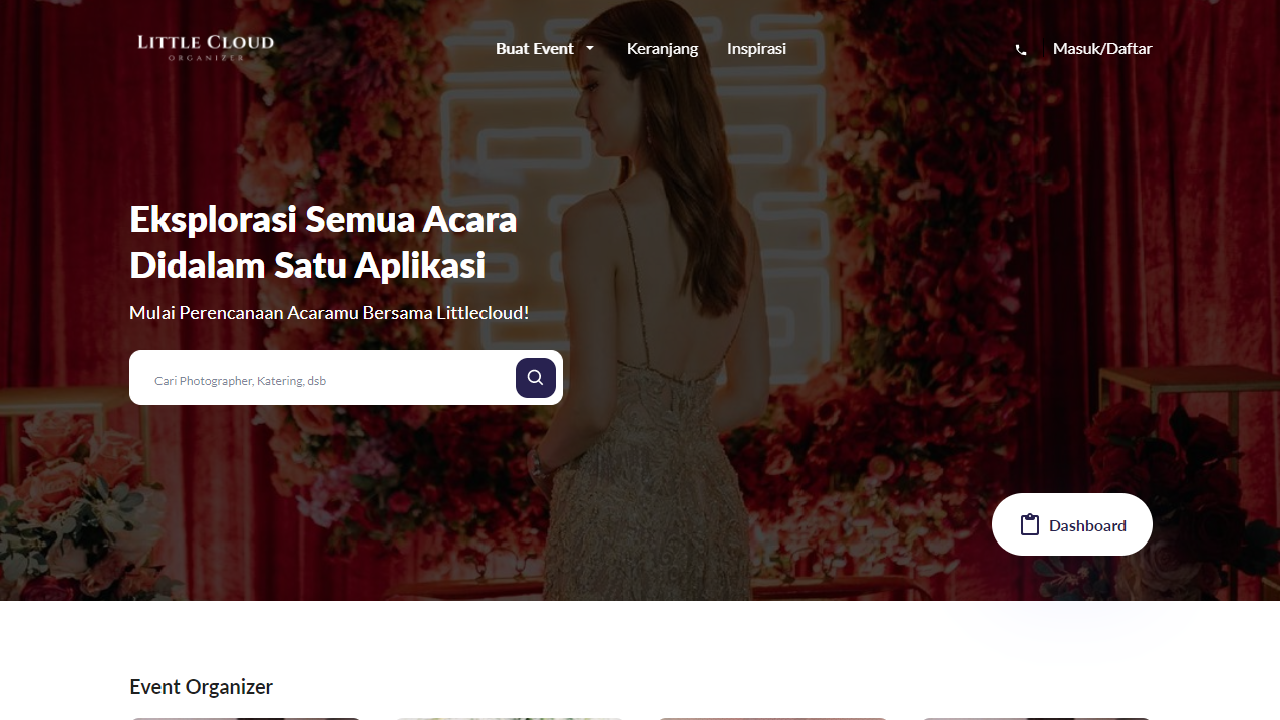 LITTLE CLOUD
ORGANIZER
Buat Event
Keranjang
Inspirasi
Masuk/Daftar
Eksplorasi Semua Acara
Didalam Satu Aplikasi
Mulai Perencanaan Acaramu Bersama Littlecloud!
Cari Photographer, Katering, dsb
Dashboard
Event Organizer